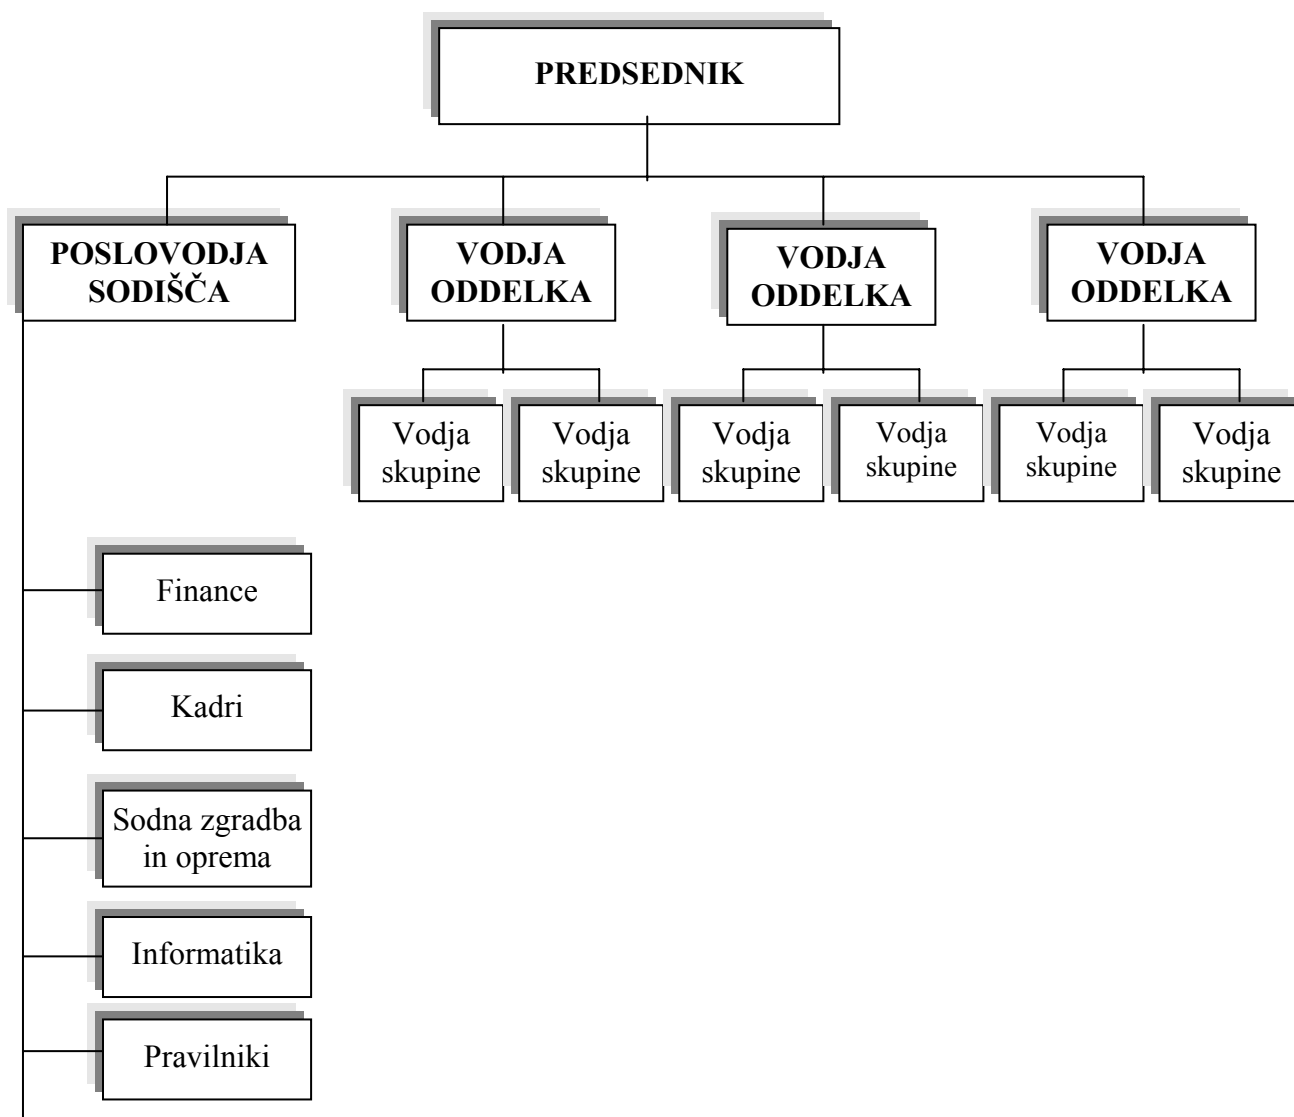 PREDSEDNIK
POSLOVODJA
SODIŠČA
VODJA
ODDELKA
VODJA
ODDELKA
VODJA
ODDELKA
Vodja
skupine
Vodja
skupine
Vodja
skupine
Vodja
skupine
Vodja
skupine
Vodja
skupine
Finance
Kadri
Sodna zgradba
in oprema
Informatika
Pravilniki